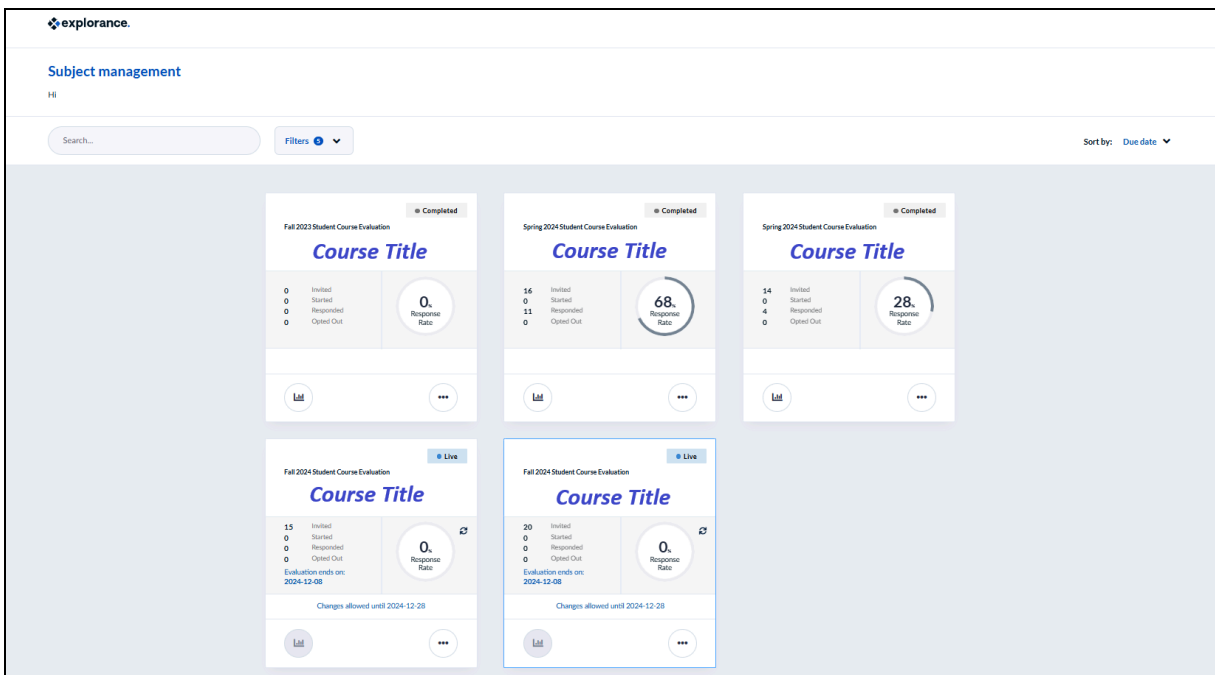 explorance.
Subject management
Hi
Search...
Filters 5
Sort by: Due date
Completed
Fall 2023 Student Course Evaluation
Course Title
0 Invited
0 Started
0 Responded
0 Opted Out
0%
Response
Rate
Completed
Spring 2024 Student Course Evaluation
Course Title
16 Invited
0 Started
11 Responded
0 Opted Out
68%
Response
Rate
Completed
Spring 2024 Student Course Evaluation
Course Title
14 Invited
0 Started
4 Responded
0 Opted Out
28%
Response
Rate
Live
Fall 2024 Student Course Evaluation
Course Title
15 Invited
0 Started
0 Responded
0 Opted Out
Evaluation ends on:
2024-12-08
0%
Response
Rate
Changes allowed until 2024-12-28
Live
Fall 2024 Student Course Evaluation
Course Title
20 Invited
0 Started
0 Responded
0 Opted Out
Evaluation ends on:
2024-12-08
0%
Response
Rate
Changes allowed until 2024-12-28